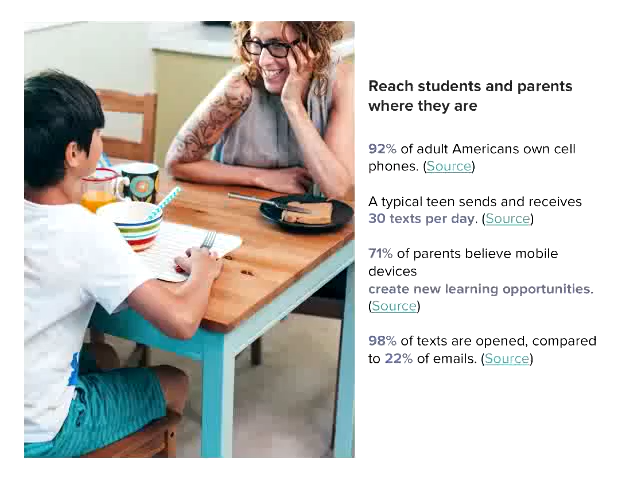 Reach students and parents
where they are
92% of adult Americans own cell
phones. (Source)
A typical teen sends and receives
30 texts per day. (Source)
71% of parents believe mobile
devices
create new learning opportunities.
(Source)
98% of texts are opened, compared
to 22% of emails. (Source)